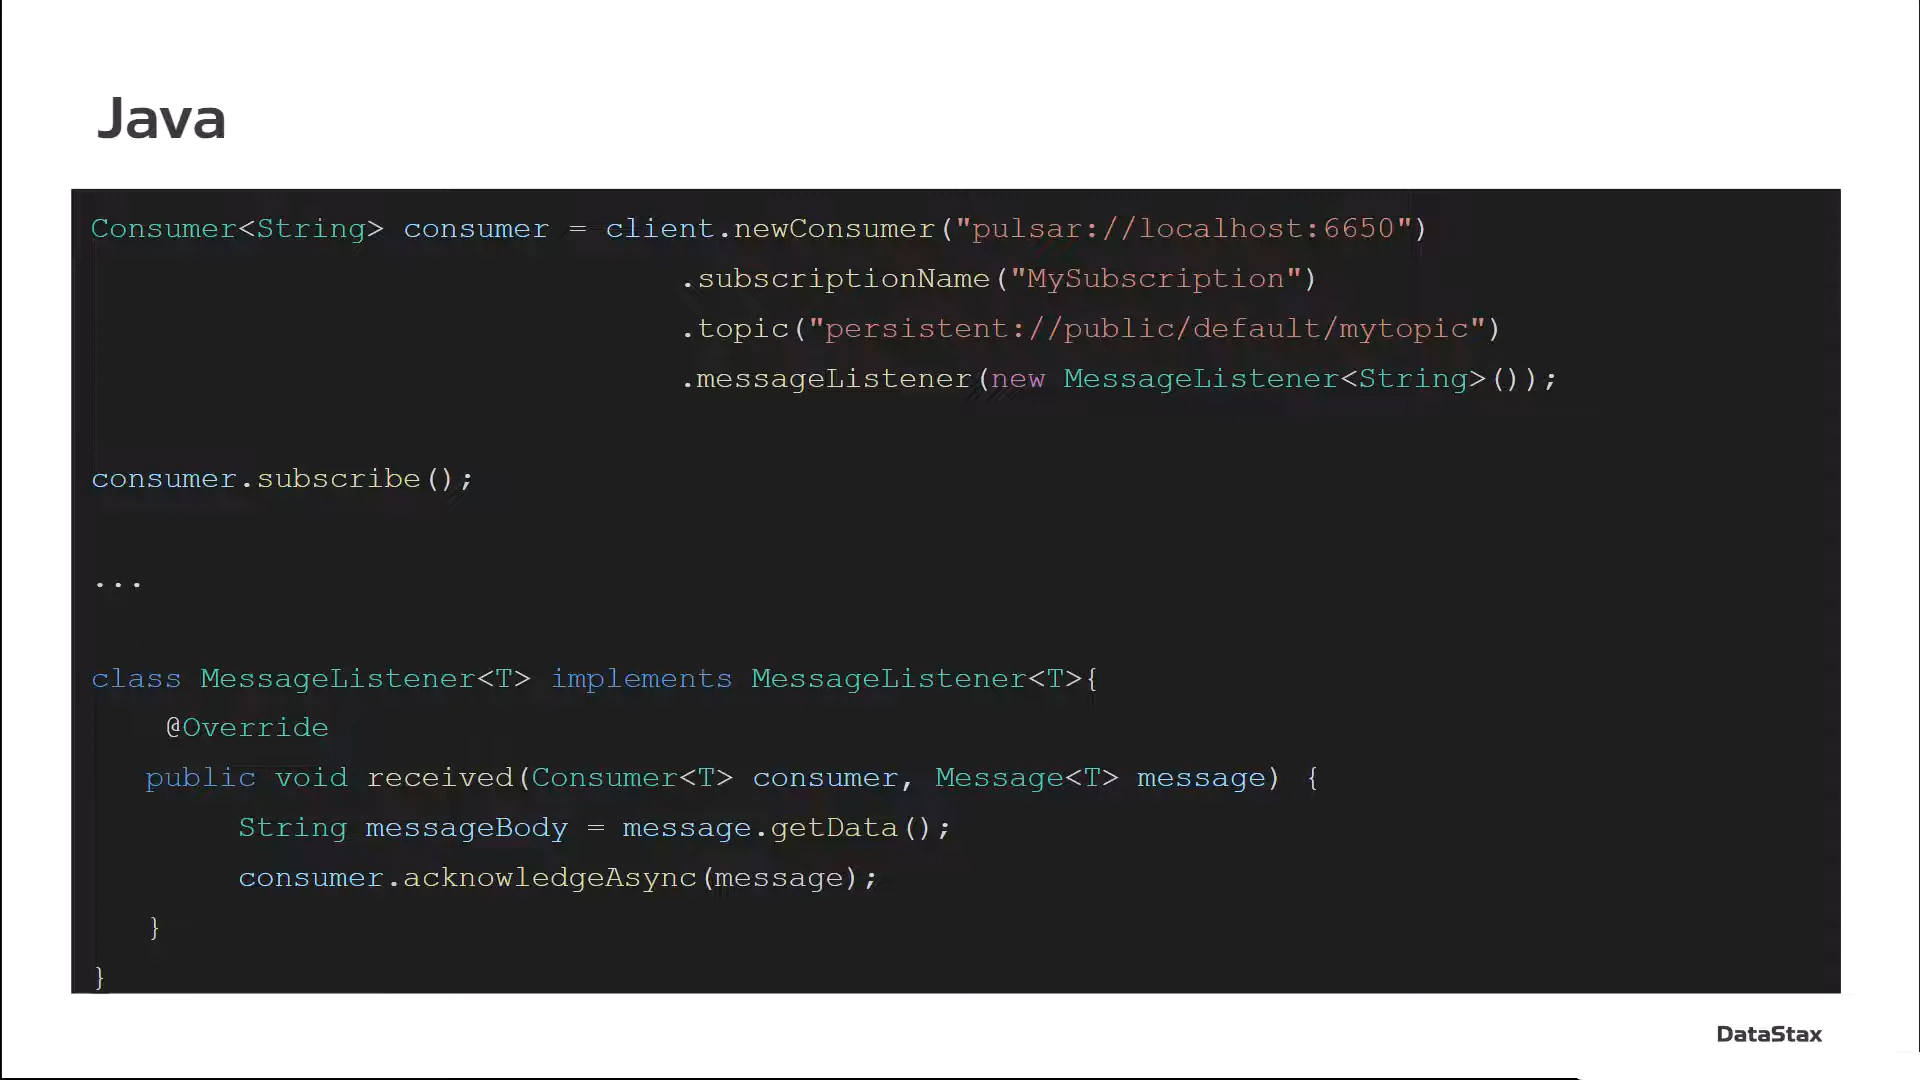 Java
Consumer<String> consumer = client.newConsumer("pulsar://localhost:6650")
.subscriptionName("MySubscription")
.topic("persistent://public/default/mytopic")
.messageListener(new MessageListener<String>());
consumer.subscribe();
...
class MessageListener<T> implements MessageListener<T>{
@Override
public void received(Consumer<T> consumer, Message<T> message) {
String messageBody = message.getData();
consumer.acknowledgeAsync(message);
}
}
DataStax